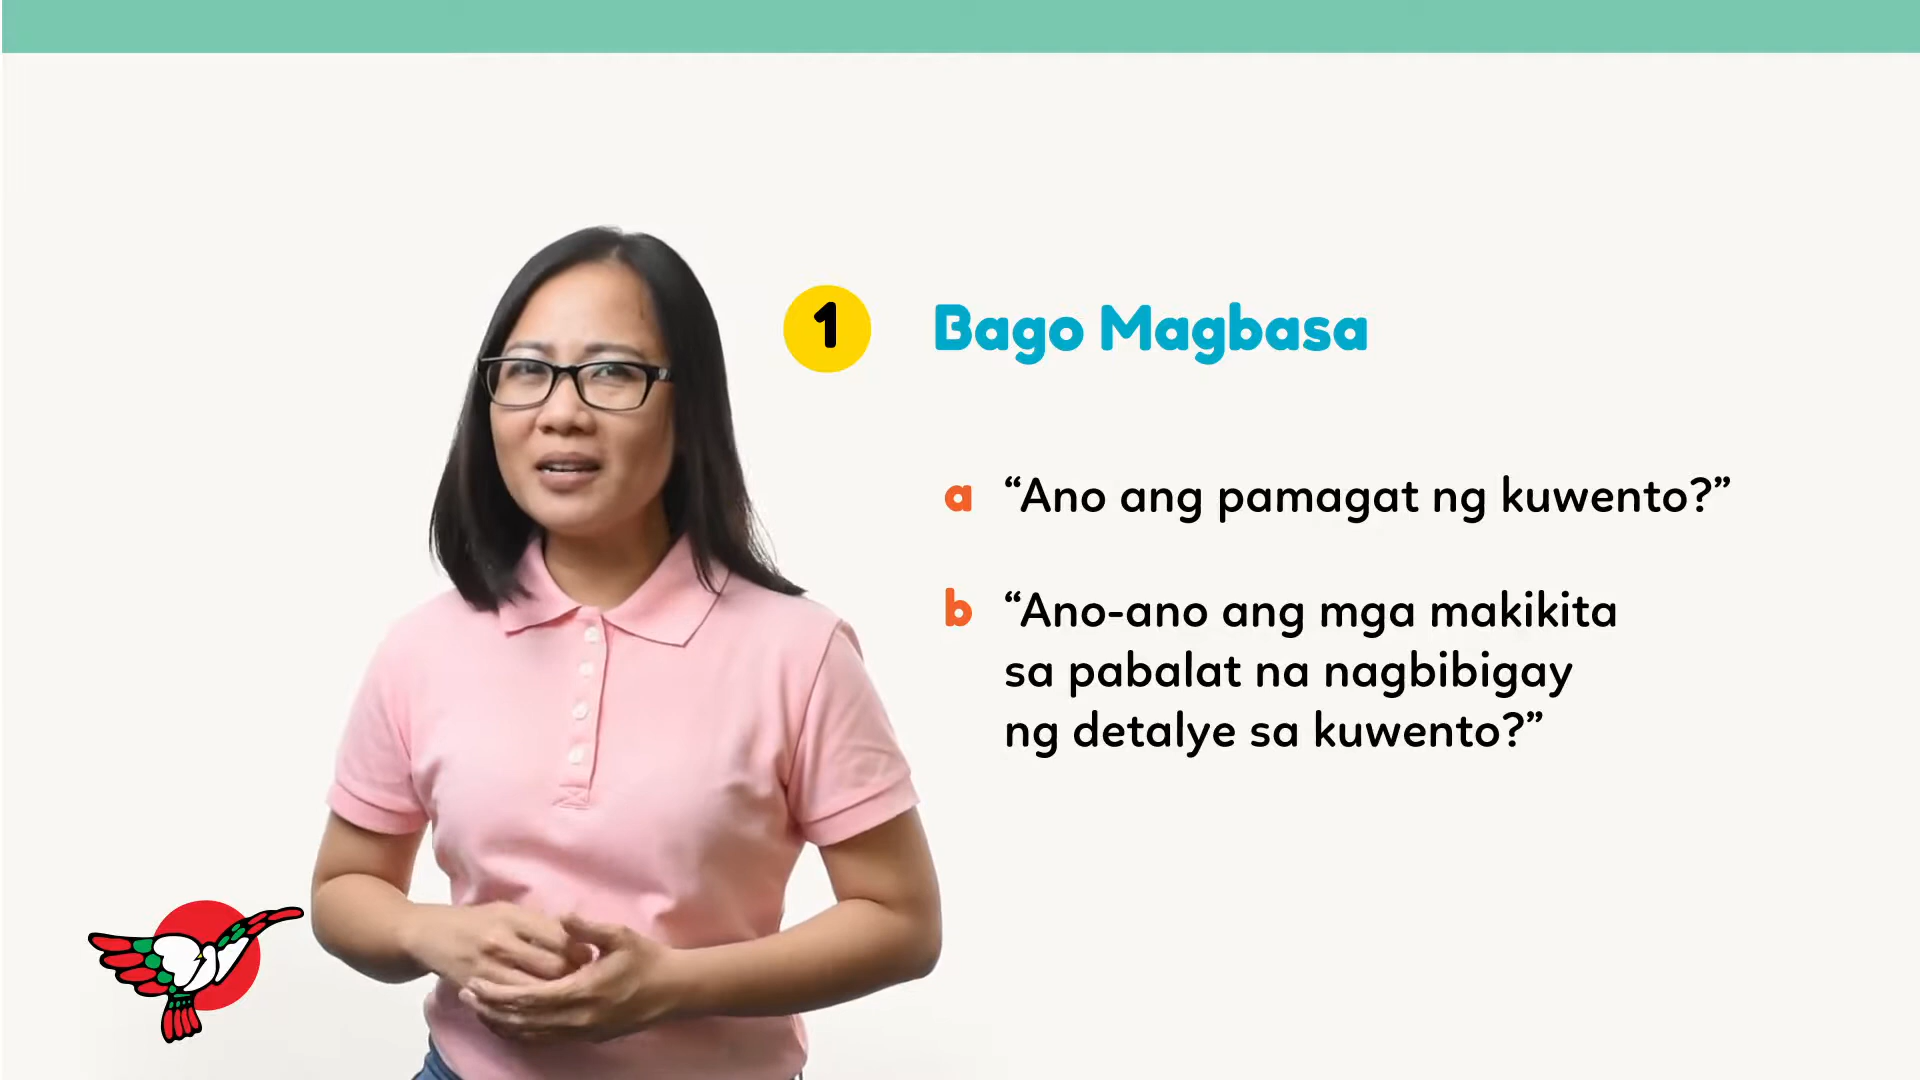 1 Bago Magbasa
a “Ano ang pamagat ng kuwento?”
b “Ano-ano ang mga makikita
sa pabalat na nagbibigay
ng detalye sa kuwento?”